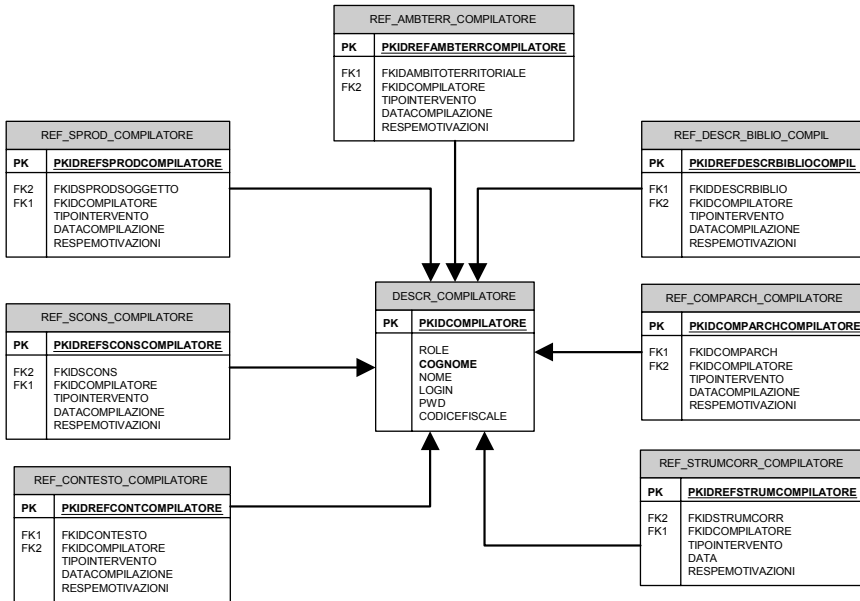 REF_AMBTERR_COMPILATORE
PK PKIDREFAMBTERRCOMPILATORE
FK1 FKIDAMBITOTERRITORIALE
FK2 FKIDCOMPILATORE
TIPOINTERVENTO
DATACOMPILAZIONE
RESPEMOTIVAZIONI
REF_SPROD_COMPILATORE
PK PKIDREFSPRODCOMPILATORE
FK2 FKIDSPRODSOGGETTO
FK1 FKIDCOMPILATORE
TIPOINTERVENTO
DATACOMPILAZIONE
RESPEMOTIVAZIONI
REF_DESCR_BIBLIO_COMPIL
PK PKIDREFDESCRBIBLIOCOMPIL
FK1 FKIDDESCRBIBLIO
FK2 FKIDCOMPILATORE
TIPOINTERVENTO
DATACOMPILAZIONE
RESPEMOTIVAZIONI
DESCR_COMPILATORE
PK PKIDCOMPILATORE
ROLE
COGNOME
NOME
LOGIN
PWD
CODICEFISCALE
REF_SCONS_COMPILATORE
PK PKIDREFSCONSCOMPILATORE
FK2 FKIDSCONS
FK1 FKIDCOMPILATORE
TIPOINTERVENTO
DATACOMPILAZIONE
RESPEMOTIVAZIONI
REF_COMPARCH_COMPILATORE
PK PKIDCOMPARCHCOMPILATORE
FK1 FKIDCOMPARCH
FK2 FKIDCOMPILATORE
TIPOINTERVENTO
DATACOMPILAZIONE
RESPEMOTIVAZIONI
REF_CONTESTO_COMPILATORE
PK PKIDREFCONTCOMPILATORE
FK1 FKIDCONTESTO
FK2 FKIDCOMPILATORE
TIPOINTERVENTO
DATACOMPILAZIONE
RESPEMOTIVAZIONI
REF_STRUMCORR_COMPILATORE
PK PKIDREFSTRUMCOMPILATORE
FK2 FKIDSTRUMCORR
FK1 FKIDCOMPILATORE
TIPOINTERVENTO
DATA
RESPEMOTIVAZIONI